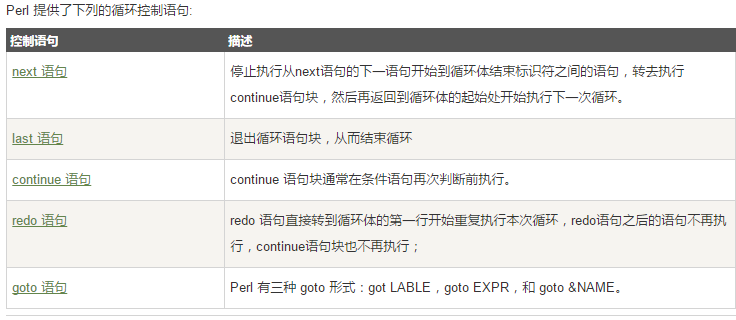 Perl 提供了下列的循环控制语句:
控制语句 描述
next 语句 停止执行从next语句的下一语句开始到循环体结束标识符之间的语句，转去执行
continue语句块，然后再返回到循环体的起始处开始执行下一次循环。
last 语句 退出循环语句块，从而结束循环
continue 语句 continue 语句块通常在条件语句再次判断前执行。
redo 语句 redo 语句直接转到循环体的第一行开始重复执行本次循环，redo语句之后的语句不再执
行，continue语句块也不再执行；
goto 语句 Perl 有三种 goto 形式：got LABLE，goto EXPR，和 goto &NAME。